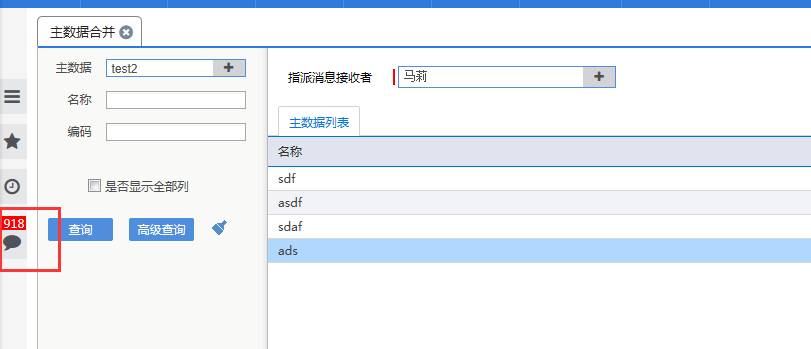 主数据合并
主数据 test2
名称
编码
是否显示全部列
918
查询 高级查询
指派消息接收者 马莉
主数据列表
名称
sdf
asdf
sdaf
ads